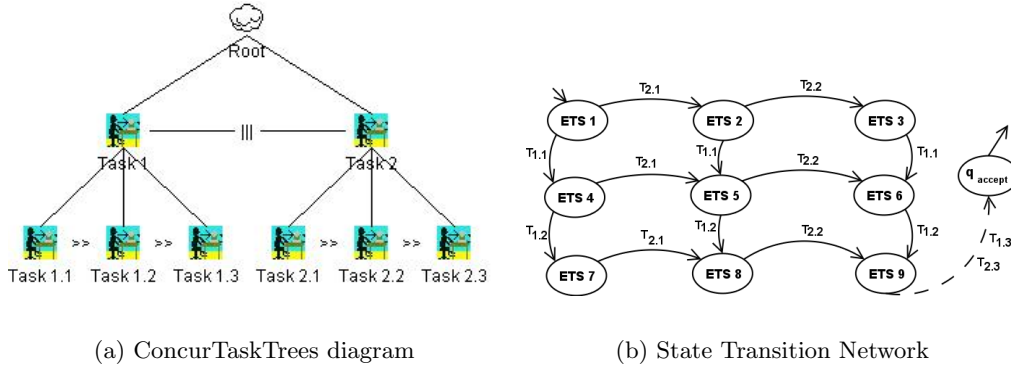 Root
|||
Task 1
Task 2
>> >> >> >>
Task 1.1 Task 1.2 Task 1.3 Task 2.1 Task 2.2 Task 2.3
(a) ConcurTaskTrees diagram
T2.1 T2.2
ETS 1 ETS 2 ETS 3
T1.1 T1.1 T1.1
T2.1 T2.2
q accept
ETS 4 ETS 5 ETS 6
T1.2 T1.2 T1.2
T2.1 T2.2
T1.3
T2.3
ETS 7 ETS 8 ETS 9
(b) State Transition Network